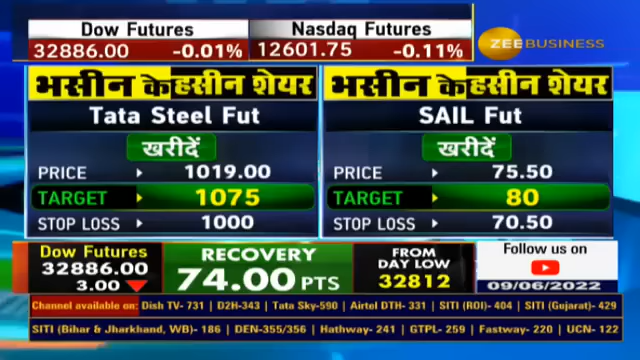 Dow Futures
32886.00 -0.01%
Nasdaq Futures
12601.75 -0.11%
ZEEBUSINESS
भसीन के हसीन शेयर
Tata Steel Fut
खरीदें
PRICE 1019.00
TARGET 1075
STOP LOSS 1000
भसीन के हसीन शेयर
SAIL Fut
खरीदें
PRICE 75.50
TARGET 80
STOP LOSS 70.50
Dow Futures
32886.00
3.00
RECOVERY
74.00 PTS
FROM
DAY LOW
32812
Follow us on
09/06/2022
Channel available on: Dish TV- 731 | D2H-343 | Tata Sky-590 | Airtel DTH- 331 | SITI (ROI)- 404 | SITI (Gujarat)- 429
SITI (Bihar & Jharkhand, WB)- 186 | DEN-355/356 | Hathway- 241 | GTPL- 259 | Fastway- 220 | UCN- 122